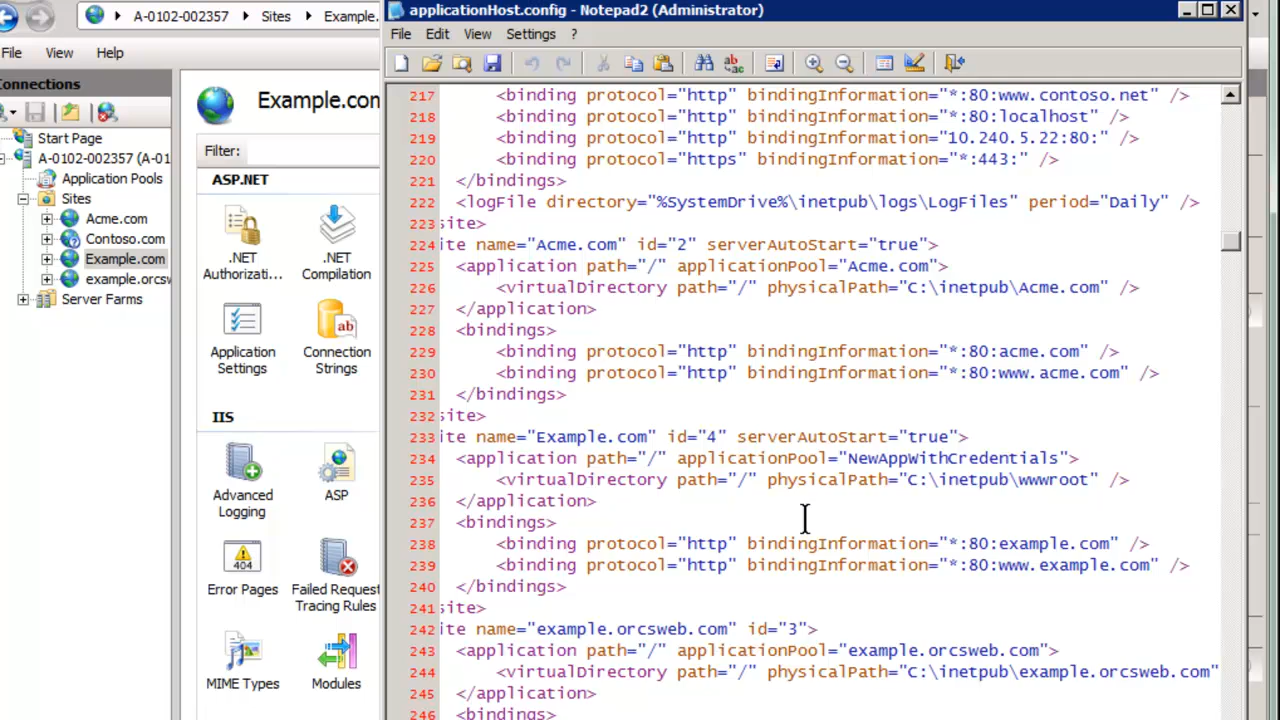 A-0102-002357
Sites
Example.
File
View
Help
Connections
Start Page
A-0102-002357 (A-01
Application Pools
Sites
Acme.com
Contoso.com
Example.com
example.orcsw
Server Farms
Example.com
Filter:
ASP.NET
.NET Authorizati...
.NET Compilation
Application Settings
Connection Strings
IIS
Advanced Logging
ASP
Error Pages
Failed Request Tracing Rules
MIME Types
Modules
applicationHost.config - Notepad2 (Administrator)
File Edit View Settings ?
217 <binding protocol="http" bindingInformation="*:80:www.contoso.net" />
218 <binding protocol="http" bindingInformation="*:80:localhost" />
219 <binding protocol="http" bindingInformation="10.240.5.22:80:" />
220 <binding protocol="https" bindingInformation="*:443:" />
221 </bindings>
222 <logFile directory="%SystemDrive%\inetpub\logs\LogFiles" period="Daily" />
223 site>
224 ite name="Acme.com" id="2" serverAutoStart="true">
225 <application path="/" applicationPool="Acme.com">
226 <virtualDirectory path="/" physicalPath="C:\inetpub\Acme.com" />
227 </application>
228 <bindings>
229 <binding protocol="http" bindingInformation="*:80:acme.com" />
230 <binding protocol="http" bindingInformation="*:80:www.acme.com" />
231 </bindings>
232 site>
233 ite name="Example.com" id="4" serverAutoStart="true">
234 <application path="/" applicationPool="NewAppWithCredentials">
235 <virtualDirectory path="/" physicalPath="C:\inetpub\wwwroot" />
236 </application>
237 <bindings>
238 <binding protocol="http" bindingInformation="*:80:example.com" />
239 <binding protocol="http" bindingInformation="*:80:www.example.com" />
240 </bindings>
241 site>
242 ite name="example.orcsweb.com" id="3">
243 <application path="/" applicationPool="example.orcsweb.com">
244 <virtualDirectory path="/" physicalPath="C:\inetpub\example.orcsweb.com"
245 </application>
246 <bindings>